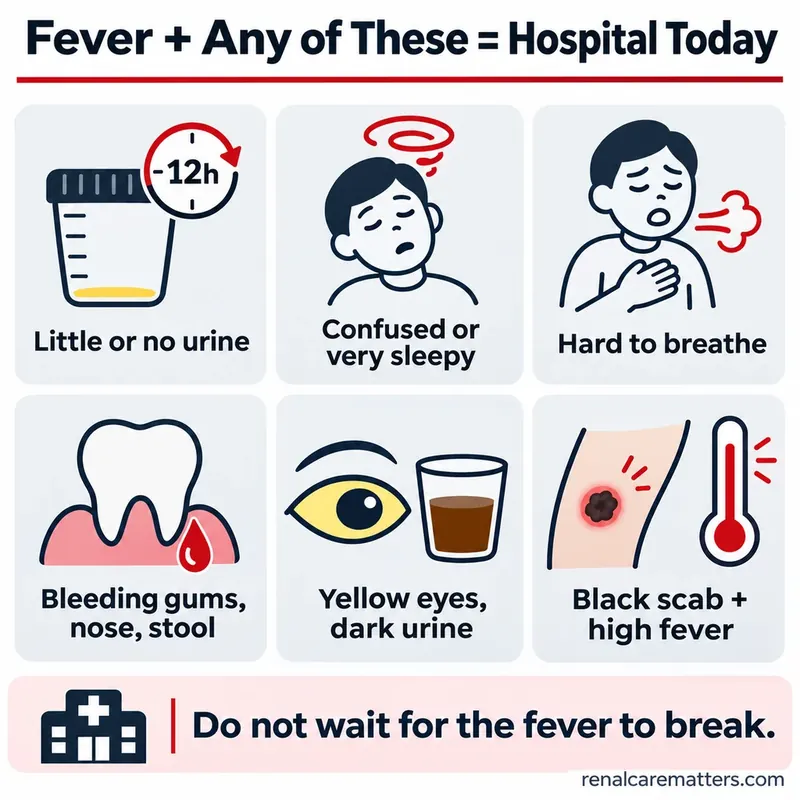 Fever + Any of These = Hospital Today
-12h
Little or no urine
Confused or
very sleepy
Hard to breathe
Bleeding gums,
nose, stool
Yellow eyes,
dark urine
Black scab +
high fever
Do not wait for the fever to break.
renalcarematters.com